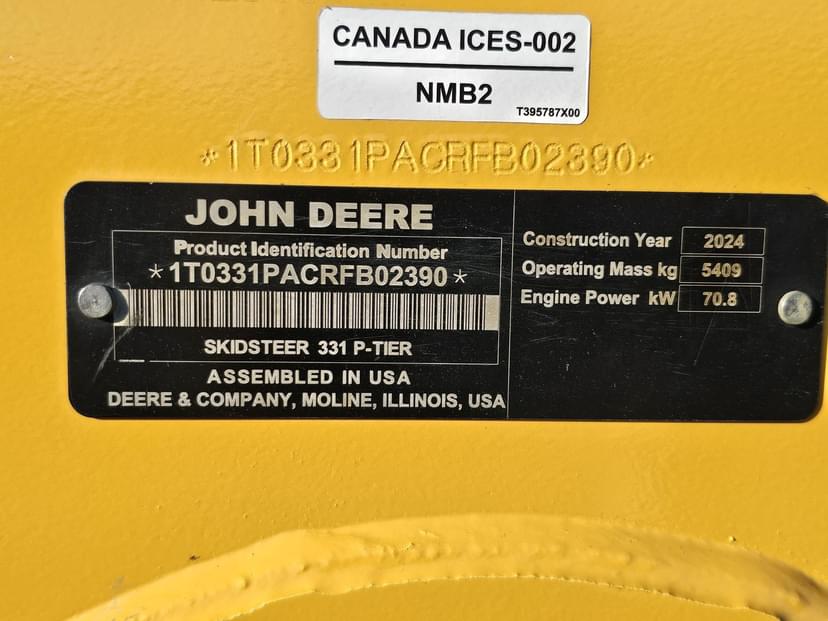 CANADA ICES-002
NMB2
T395787X00
*1T0331PACRFB02390*
JOHN DEERE
Product Identification Number
*1T0331PACRFB02390*
SKIDSTEER 331 P-TIER
ASSEMBLED IN USA
DEERE & COMPANY, MOLINE, ILLINOIS, USA
Construction Year 2024
Operating Mass kg 5409
Engine Power kW 70.8